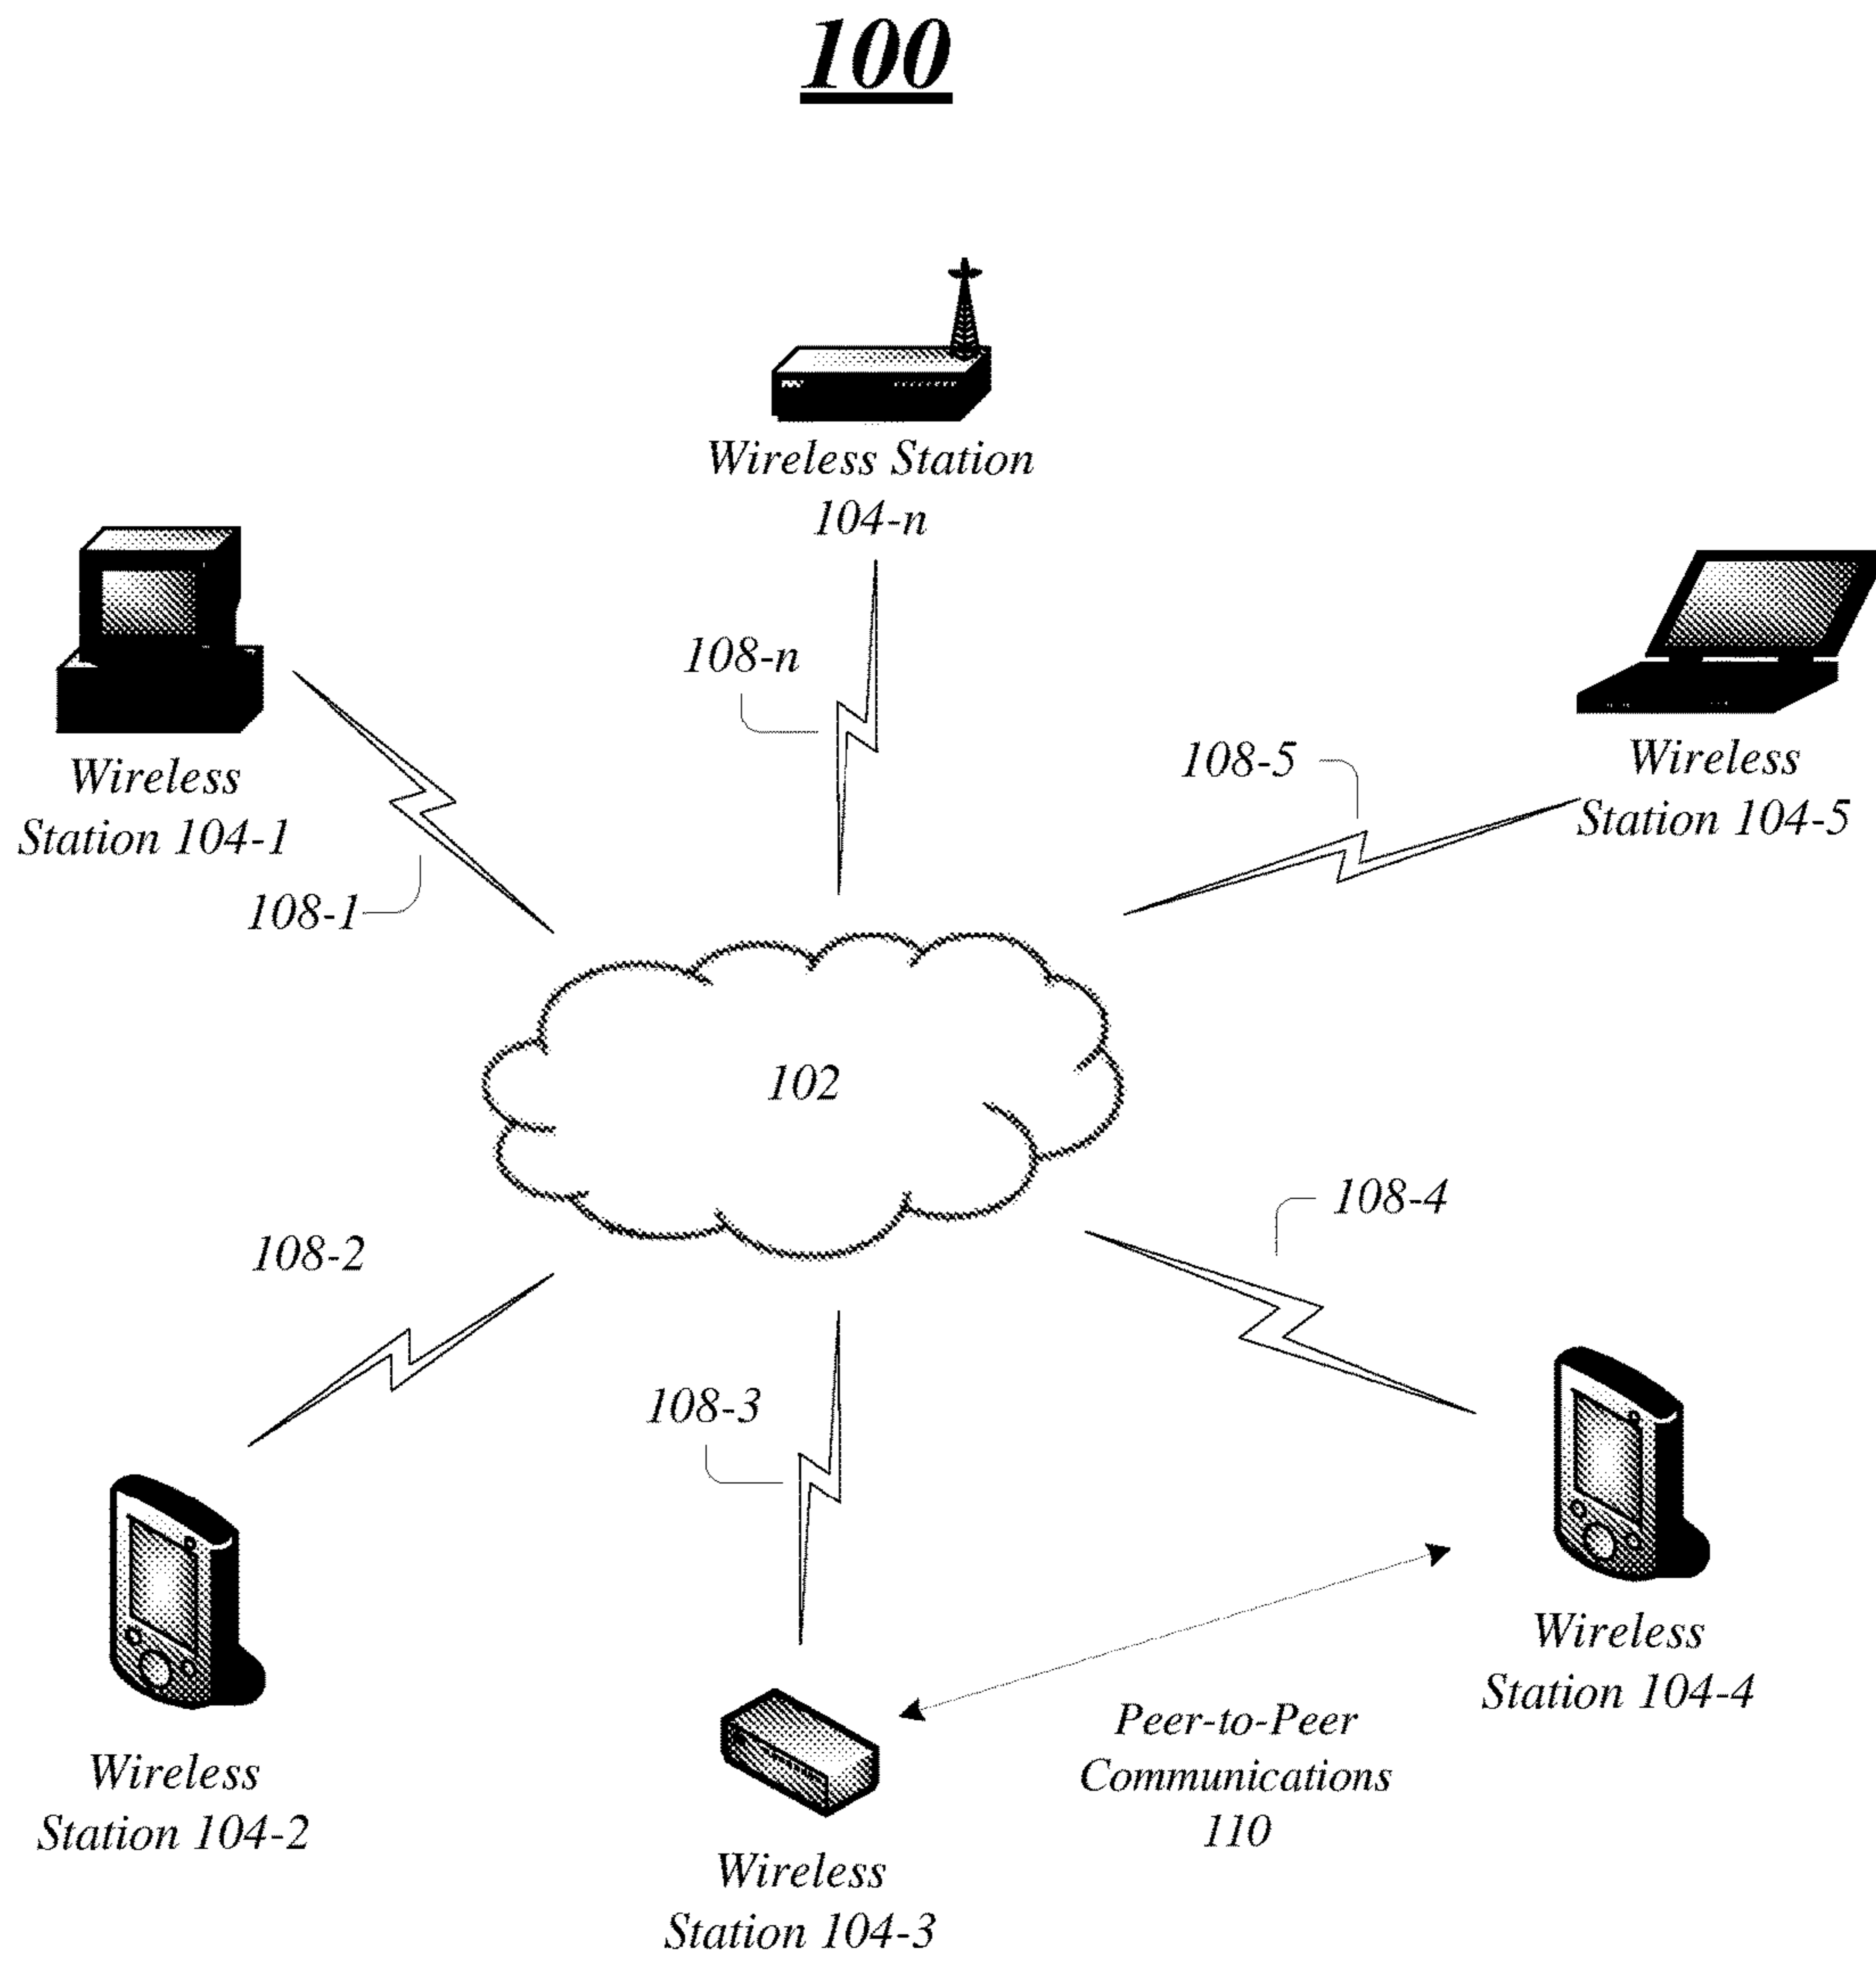 100
Wireless Station
104-n
108-n
Wireless
Station 104-1
108-1
108-5
Wireless
Station 104-5
102
108-2
108-4
108-3
Wireless
Station 104-2
Wireless
Station 104-3
Peer-to-Peer
Communications
110
Wireless
Station 104-4